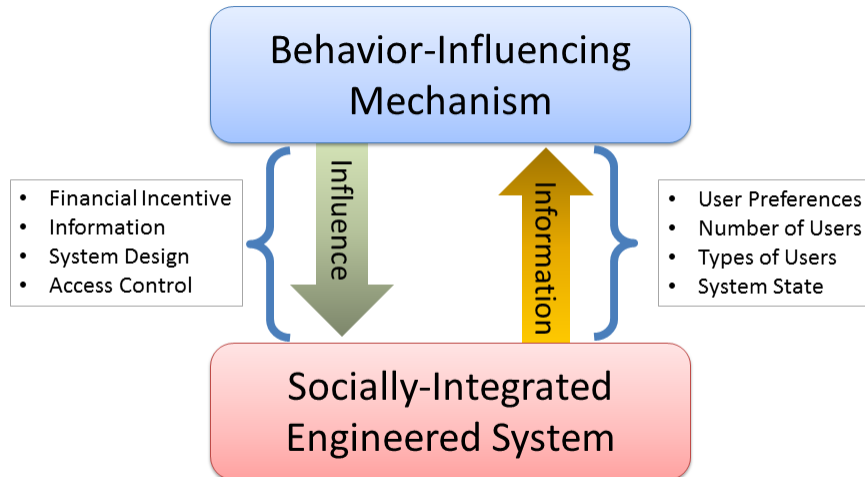 Behavior-Influencing
Mechanism
• Financial Incentive
• Information
• System Design
• Access Control
Influence
Information
• User Preferences
• Number of Users
• Types of Users
• System State
Socially-Integrated
Engineered System